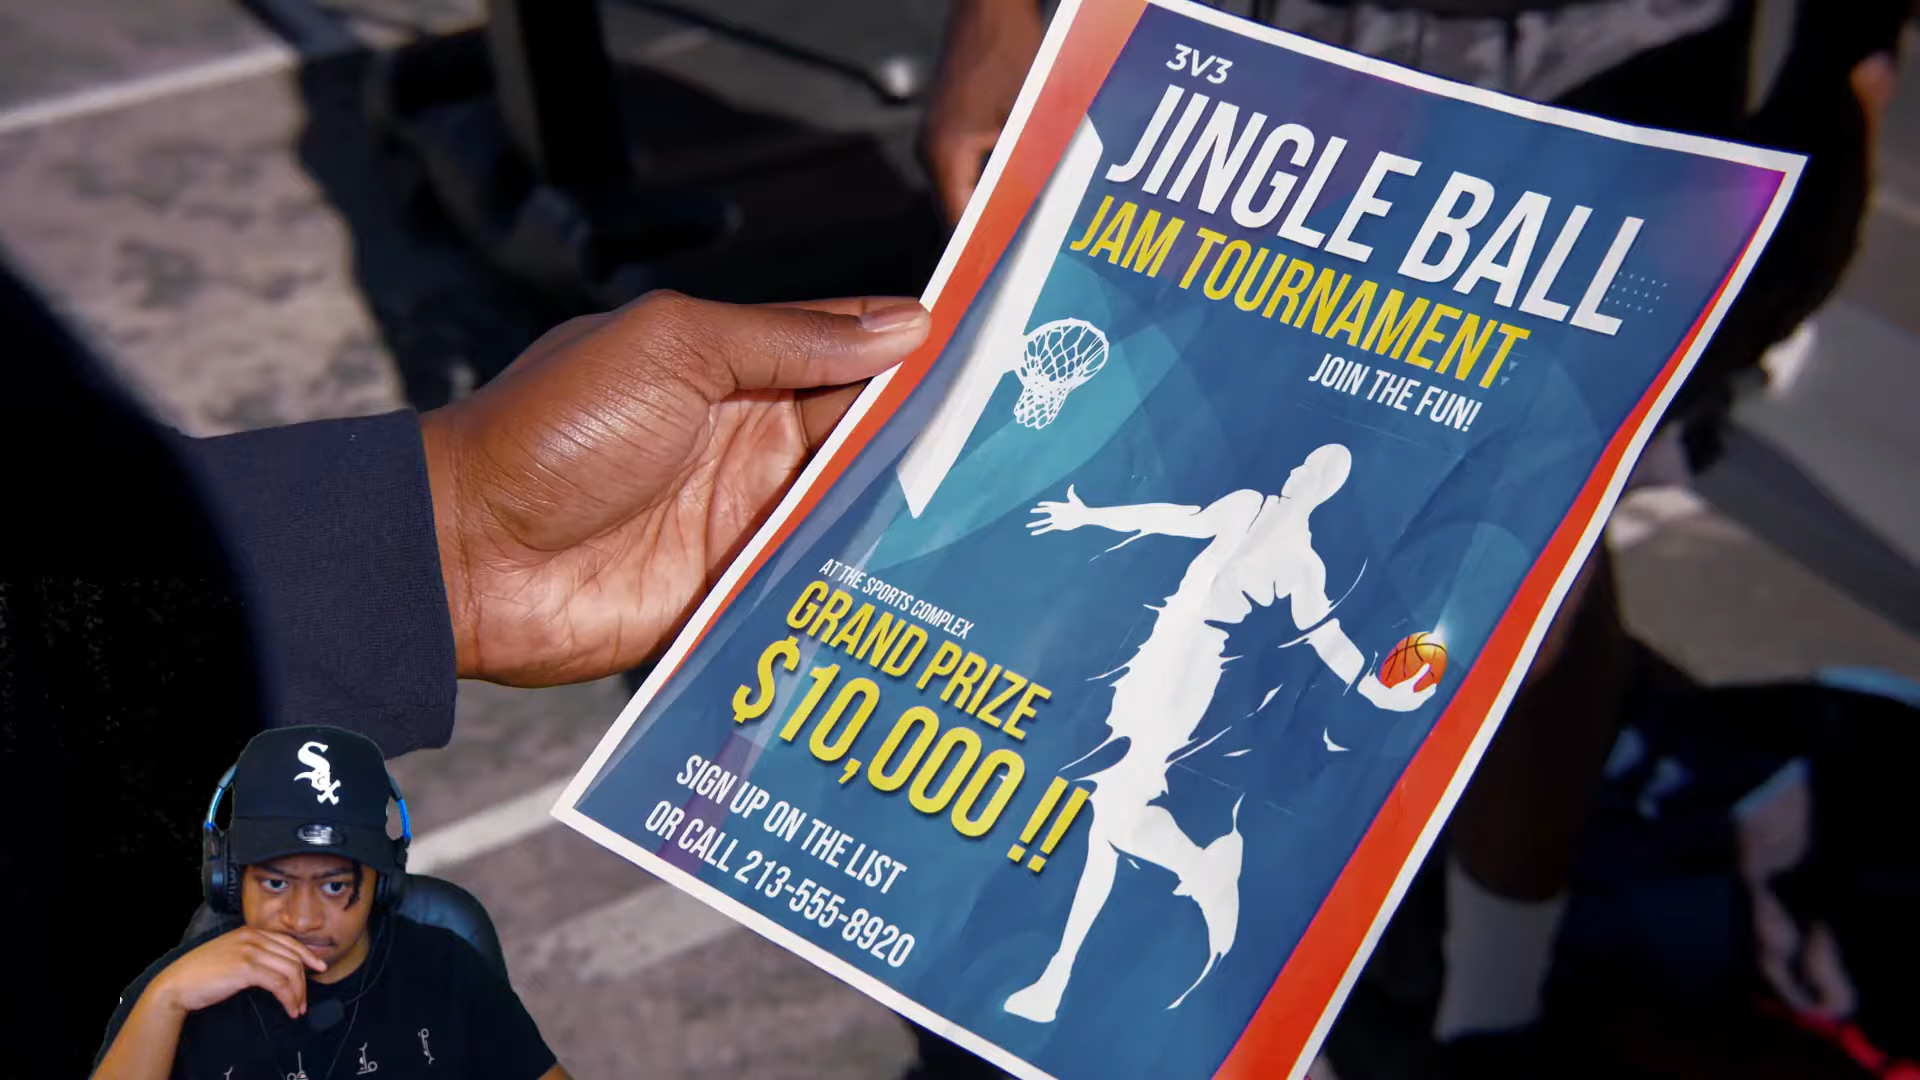 3V3
JINGLE BALL
JAM TOURNAMENT
JOIN THE FUN!
AT THE SPORTS COMPLEX
GRAND PRIZE
$10,000 !!
SIGN UP ON THE LIST
OR CALL 213-555-8920
Sox